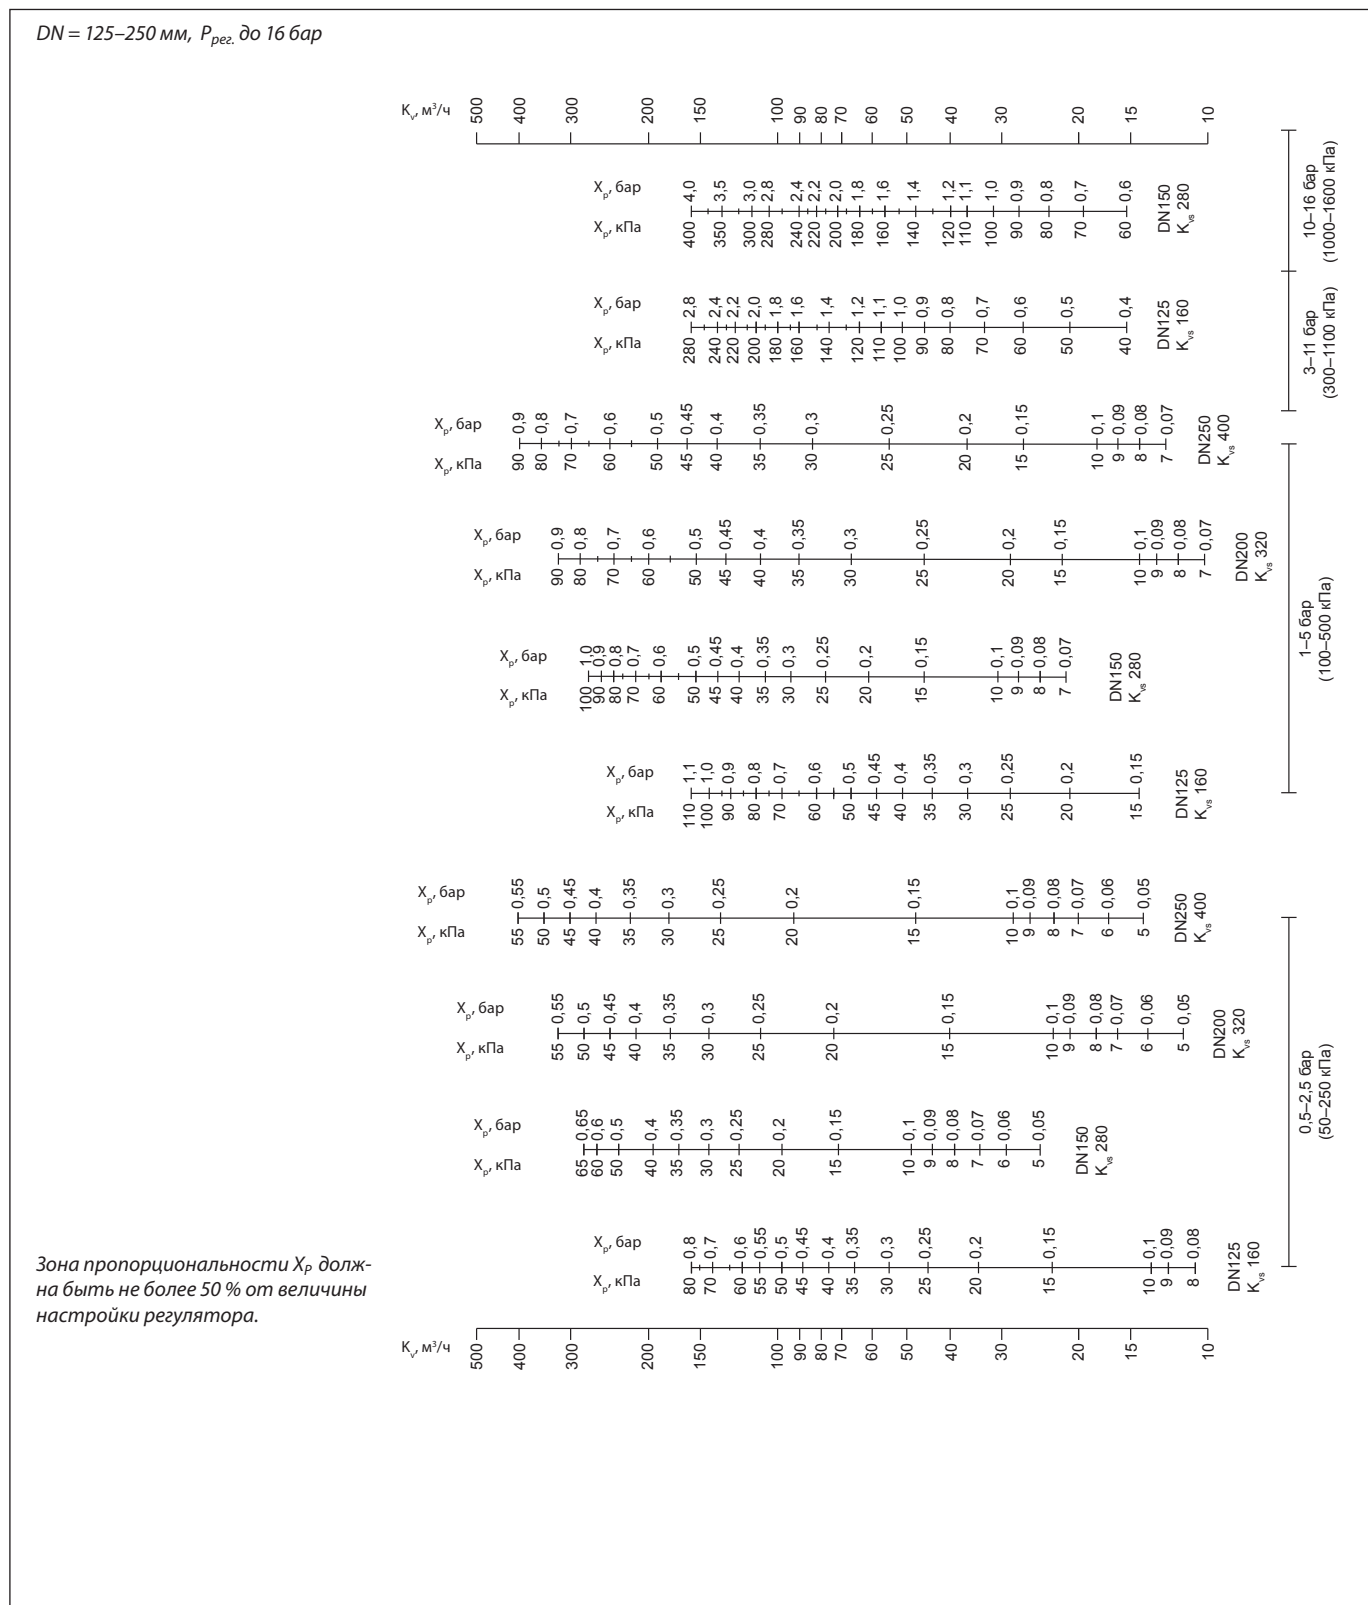 DN = 125–250 мм, Pрег. до 16 бар
Kv, м³/ч
500 400 300 200 150 100 90 80 70 60 50 40 30 20 15 10
Xp, бар
4,0 3,5 3,0 2,8 2,4 2,2 2,0 1,8 1,6 1,4 1,2 1,1 1,0 0,9 0,8 0,7 0,6
Xp, кПа
400 350 300 280 240 220 200 180 160 140 120 110 100 90 80 70 60
DN150
Kvs 280
10–16 бар
(1000–1600 кПа)
Xp, бар
2,8 2,4 2,2 2,0 1,8 1,6 1,4 1,2 1,1 1,0 0,9 0,8 0,7 0,6 0,5 0,4
Xp, кПа
280 240 220 200 180 160 140 120 110 100 90 80 70 60 50 40
DN125
Kvs 160
3–11 бар
(300–1100 кПа)
Xp, бар
0,9 0,8 0,7 0,6 0,5 0,45 0,4 0,35 0,3 0,25 0,2 0,15 0,1 0,09 0,08 0,07
Xp, кПа
90 80 70 60 50 45 40 35 30 25 20 15 10 9 8 7
DN250
Kvs 400
Xp, бар
0,9 0,8 0,7 0,6 0,5 0,45 0,4 0,35 0,3 0,25 0,2 0,15 0,1 0,09 0,08 0,07
Xp, кПа
90 80 70 60 50 45 40 35 30 25 20 15 10 9 8 7
DN200
Kvs 320
1–5 бар
(100–500 кПа)
Xp, бар
1,0 0,9 0,8 0,7 0,6 0,5 0,45 0,4 0,35 0,3 0,25 0,2 0,15 0,1 0,09 0,08 0,07
Xp, кПа
100 90 80 70 60 50 45 40 35 30 25 20 15 10 9 8 7
DN150
Kvs 280
Xp, бар
1,1 1,0 0,9 0,8 0,7 0,6 0,5 0,45 0,4 0,35 0,3 0,25 0,2 0,15
Xp, кПа
110 100 90 80 70 60 50 45 40 35 30 25 20 15
DN125
Kvs 160
Xp, бар
0,55 0,5 0,45 0,4 0,35 0,3 0,25 0,2 0,15 0,1 0,09 0,08 0,07 0,06 0,05
Xp, кПа
55 50 45 40 35 30 25 20 15 10 9 8 7 6 5
DN250
Kvs 400
Xp, бар
0,55 0,5 0,45 0,4 0,35 0,3 0,25 0,2 0,15 0,1 0,09 0,08 0,07 0,06 0,05
Xp, кПа
55 50 45 40 35 30 25 20 15 10 9 8 7 6 5
DN200
Kvs 320
0,5–2,5 бар
(50–250 кПа)
Xp, бар
0,65 0,6 0,5 0,4 0,35 0,3 0,25 0,2 0,15 0,1 0,09 0,08 0,07 0,06 0,05
Xp, кПа
65 60 50 40 35 30 25 20 15 10 9 8 7 6 5
DN150
Kvs 280
Xp, бар
0,8 0,7 0,6 0,55 0,5 0,45 0,4 0,35 0,3 0,25 0,2 0,15 0,1 0,09 0,08
Xp, кПа
80 70 60 55 50 45 40 35 30 25 20 15 10 9 8
DN125
Kvs 160
Зона пропорциональности XP долж-
на быть не более 50 % от величины
настройки регулятора.
Kv, м³/ч
500 400 300 200 150 100 90 80 70 60 50 40 30 20 15 10